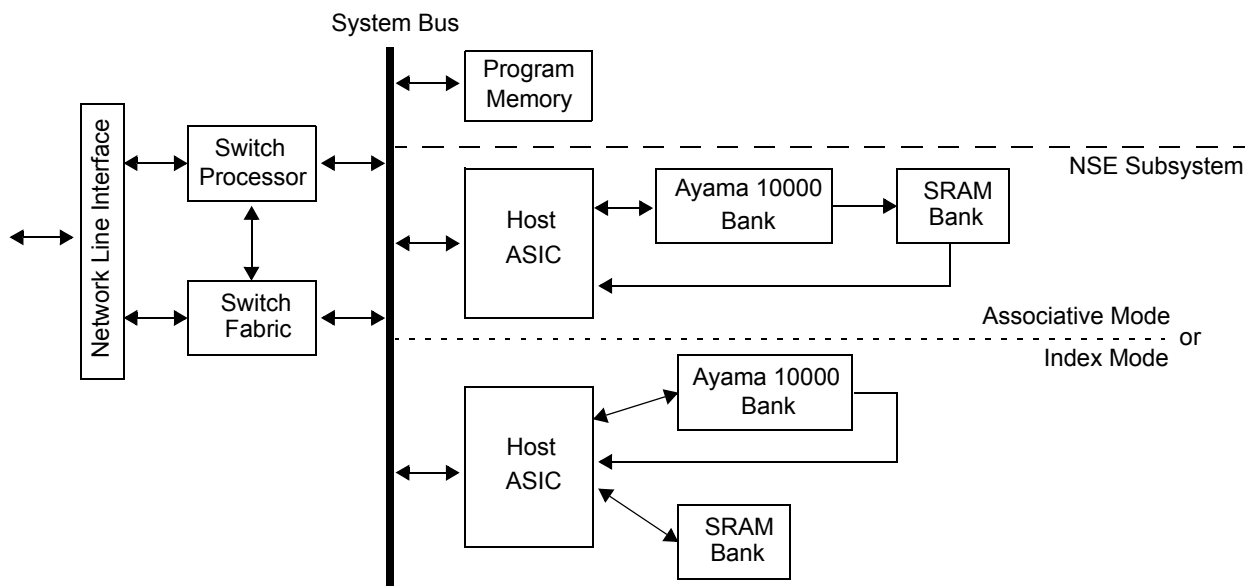 System Bus
Program
Memory
Network Line Interface
Switch
Processor
NSE Subsystem
Host
ASIC
Ayama 10000
Bank
SRAM
Bank
Switch
Fabric
Associative Mode
or
Index Mode
Host
ASIC
Ayama 10000
Bank
SRAM
Bank